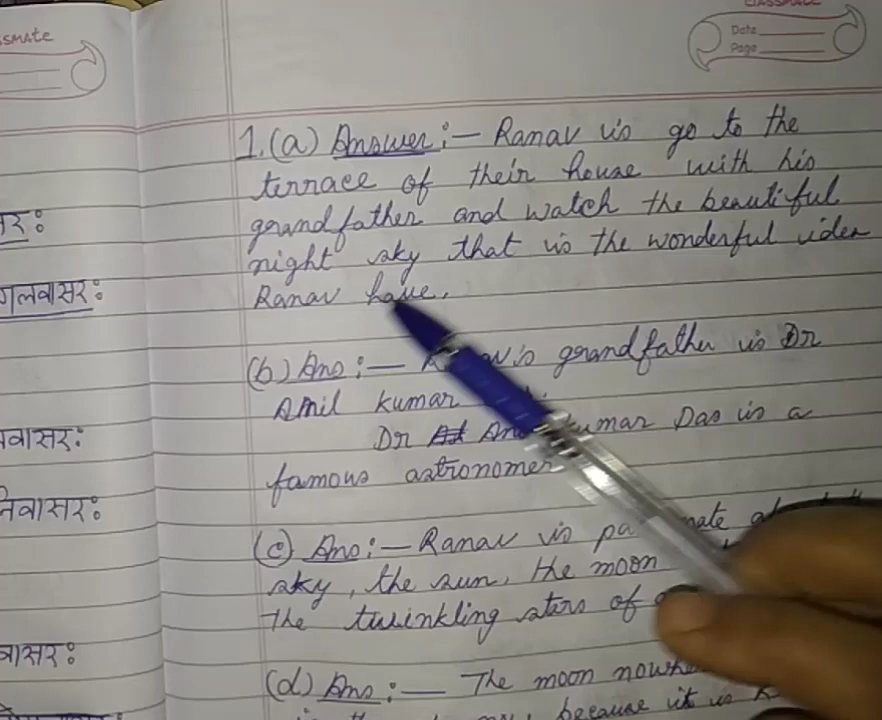 ssmate
CLASSMATE
Date
Page
1.(a) Answer:- Ranav is go to the
terrace of their house with his
grandfather and watch the beautiful
night sky that is the wonderful idea
Ranav have.
(b) Ans:- grandfather is Dr
Anil kumar
Dr kumar Das is a
famous astronomer
(c) Ans:- Ranav is
sky, the sun, the moon
the twinkling stars of
(d) Ans:- The moon
because it is
गलवासरः
वासरः
निवासरः
वासरः